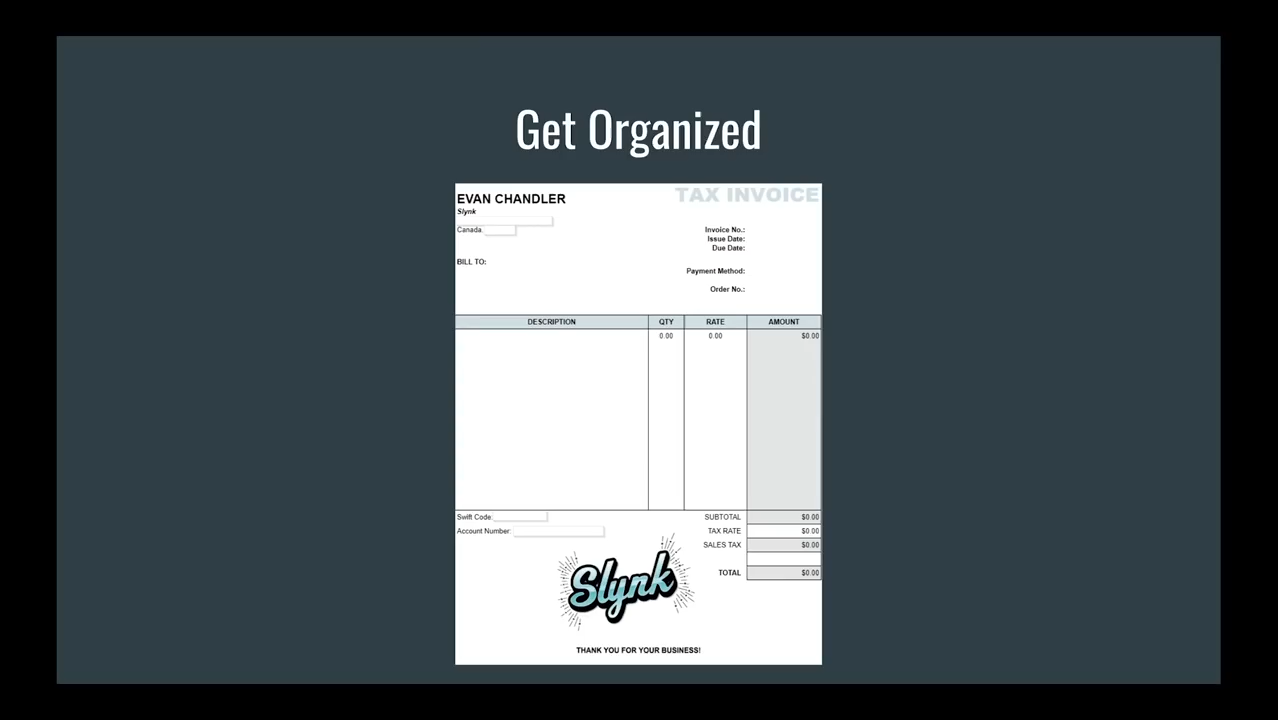 Get Organized
EVAN CHANDLER
TAX INVOICE
Slynk
Canada,
Invoice No.:
Issue Date:
Due Date:
BILL TO:
Payment Method:
Order No.:
DESCRIPTION QTY RATE AMOUNT
0.00 0.00 $0.00
Swift Code:
SUBTOTAL $0.00
Account Number:
TAX RATE $0.00
SALES TAX $0.00
TOTAL $0.00
Slynk
THANK YOU FOR YOUR BUSINESS!